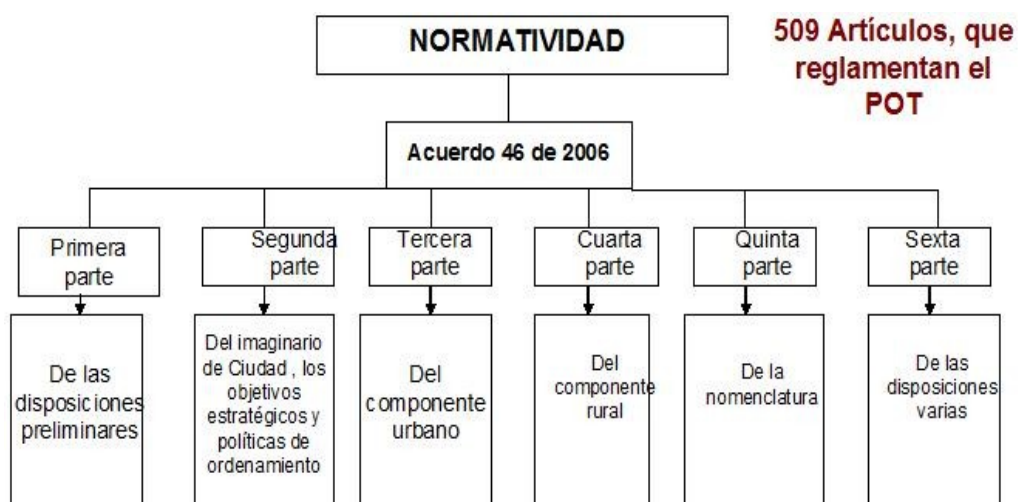 NORMATIVIDAD
509 Artículos, que
reglamentan el
POT
Acuerdo 46 de 2006
Primera
parte
Segunda
parte
Tercera
parte
Cuarta
parte
Quinta
parte
Sexta
parte
De las
disposiciones
preliminares
Del imaginario
de Ciudad , los
objetivos
estratégicos y
políticas de
ordenamiento
Del
componente
urbano
Del
componente
rural
De la
nomenclatura
De las
disposiciones
varias